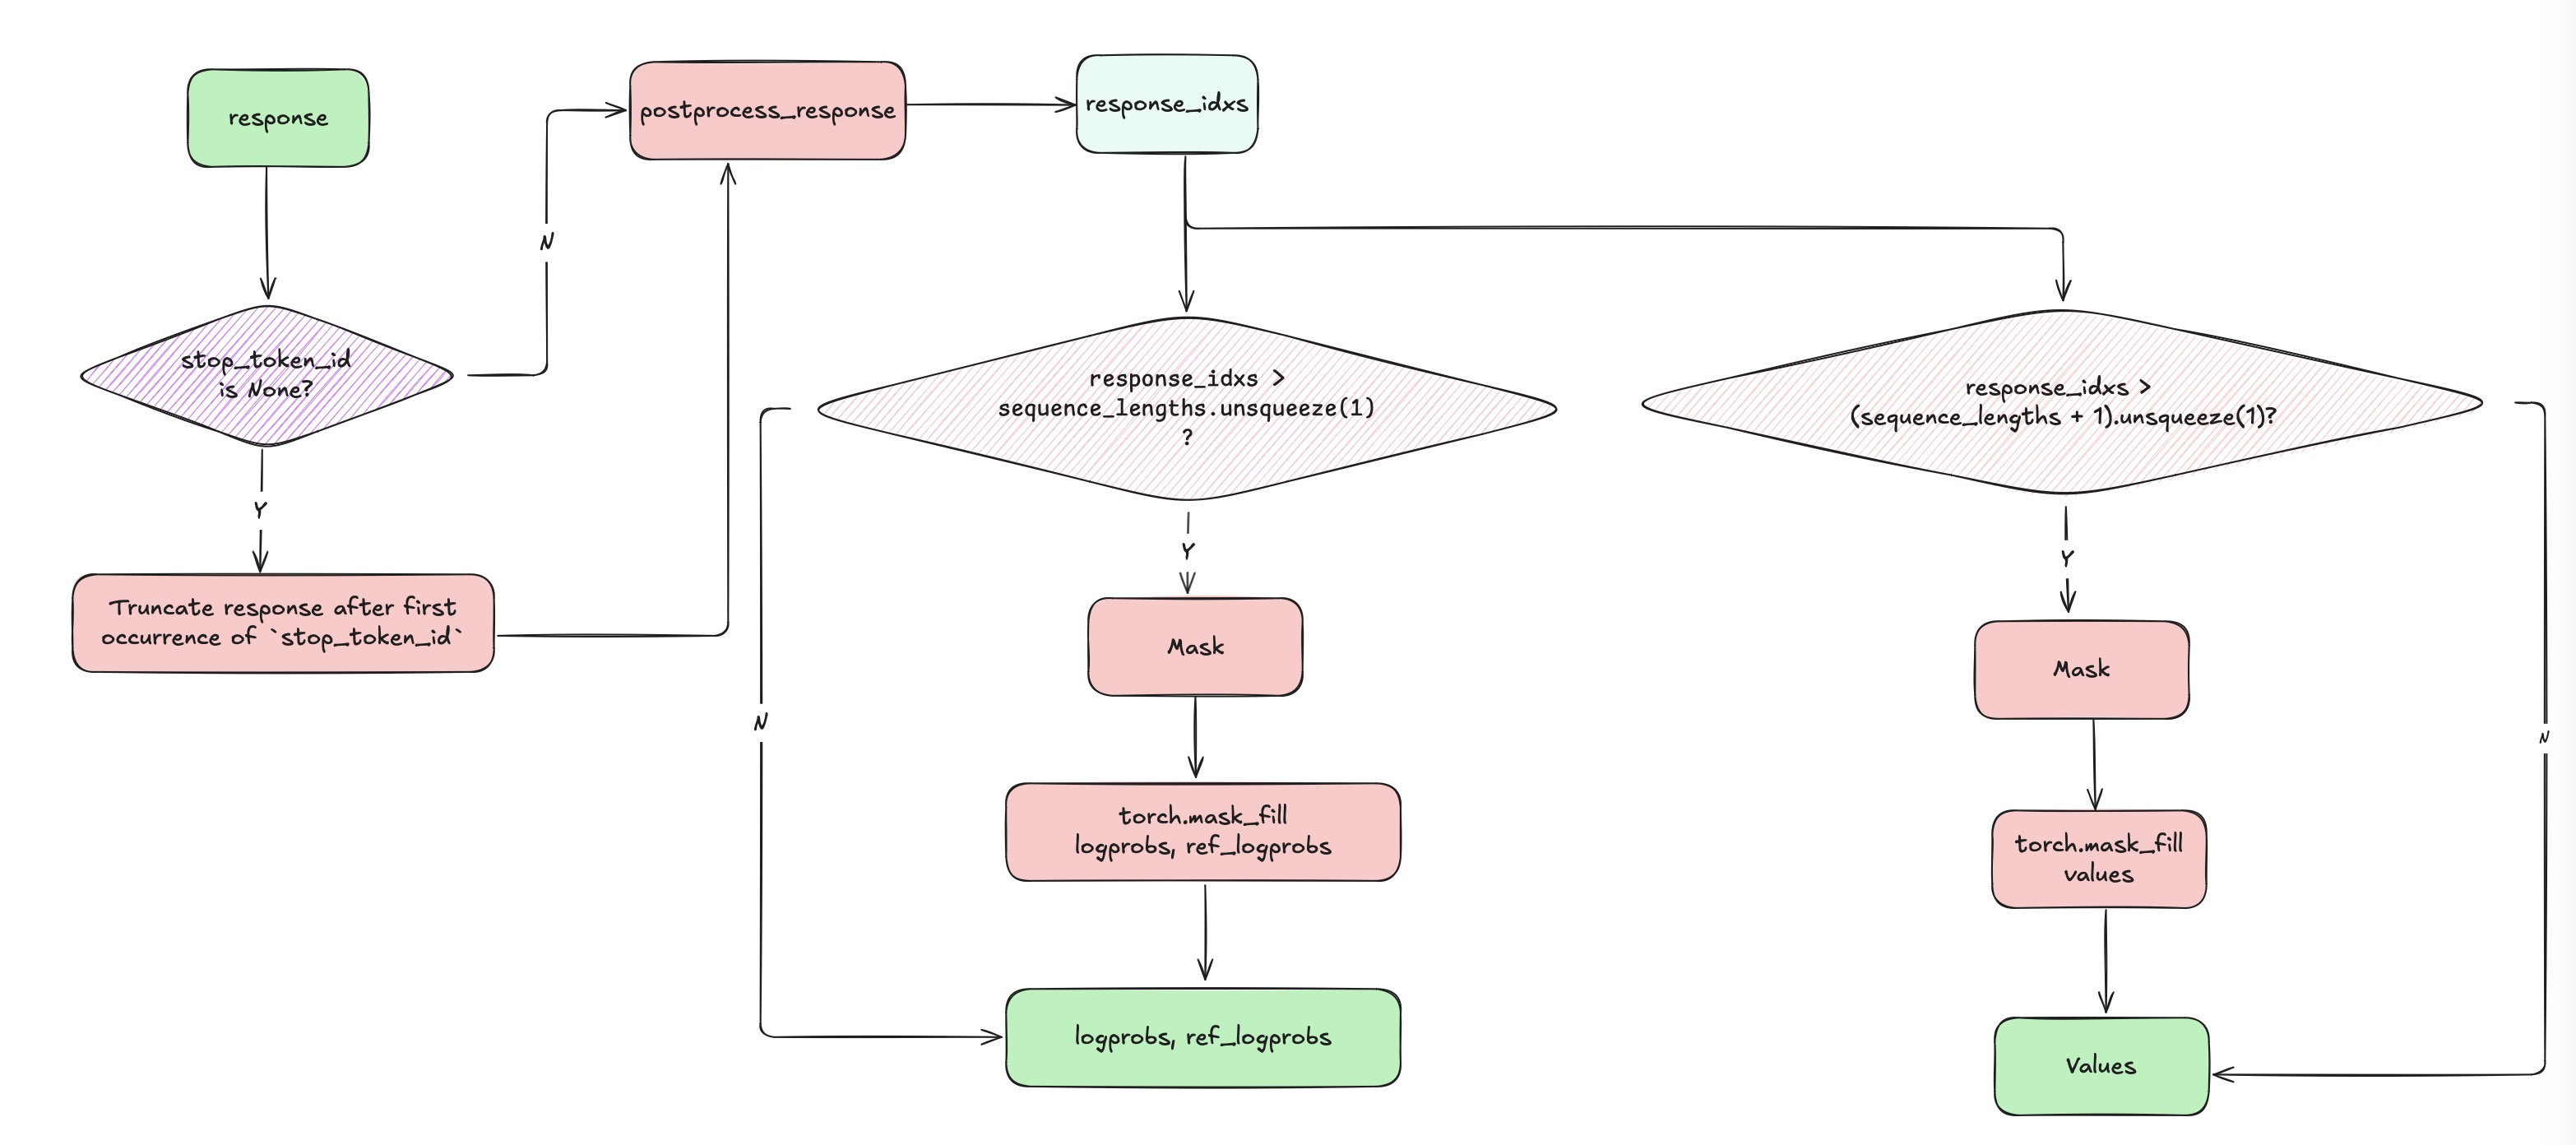 response
postprocess_response
response_idxs
N
stop_token_id
is None?
response_idxs >
sequence_lengths.unsqueeze(1)
?
response_idxs >
(sequence_lengths + 1).unsqueeze(1)?
Y
Y
Y
Truncate response after first
occurrence of `stop_token_id`
Mask
Mask
N
N
torch.mask_fill
logprobs, ref_logprobs
torch.mask_fill
values
logprobs, ref_logprobs
Values